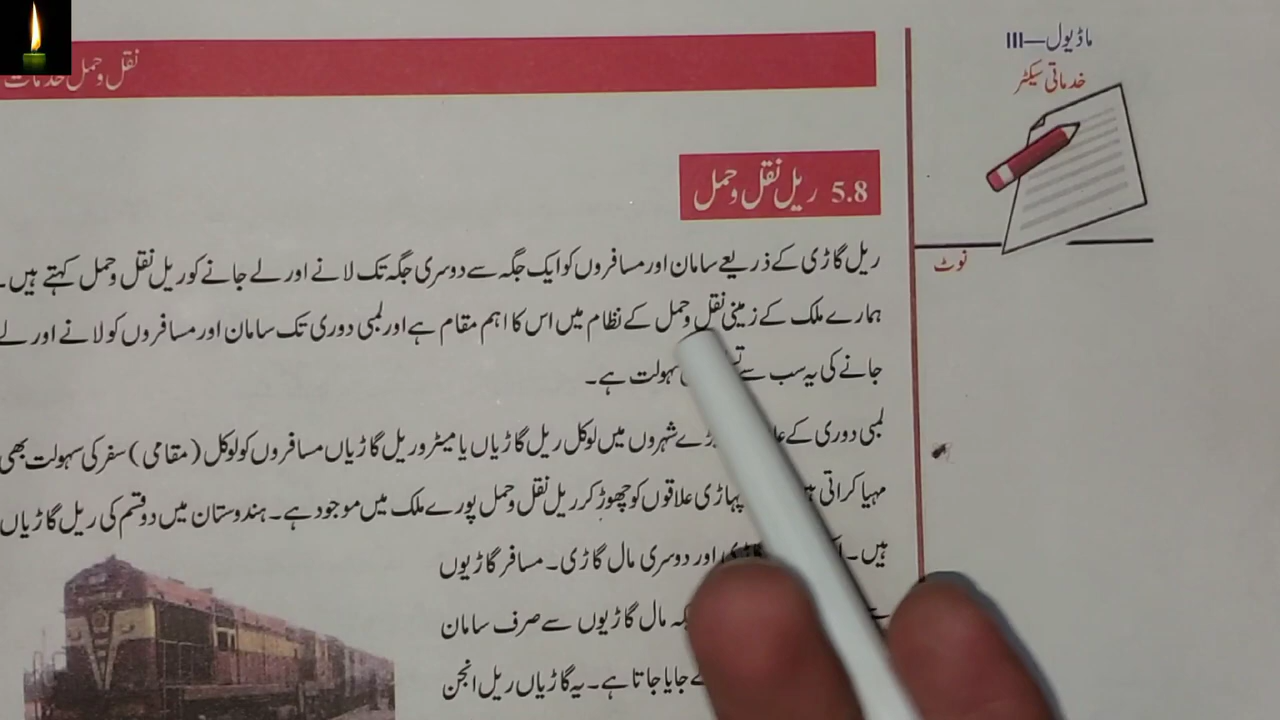 ماڈیول—III
خدماتی سیکٹر
نقل و حمل خدمات
5.8 ریل نقل و حمل
نوٹ
ریل گاڑی کے ذریعے سامان اور مسافروں کو ایک جگہ سے دوسری جگہ تک لانے اور لے جانے کو ریل نقل و حمل کہتے ہیں۔
ہمارے ملک کے زمینی نقل و حمل کے نظام میں اس کا اہم مقام ہے اور لمبی دوری تک سامان اور مسافروں کو لانے اور لے
جانے کی یہ سب سے سہولت ہے۔
لمبی دوری کے شہروں میں لوکل ریل گاڑیاں یا میٹرو ریل گاڑیاں مسافروں کو لوکل (مقامی) سفر کی سہولت بھی
مہیا کراتی پہاڑی علاقوں کو چھوڑ کر ریل نقل و حمل پورے ملک میں موجود ہے۔ ہندوستان میں دو قسم کی ریل گاڑیاں
ہیں۔ اور دوسری مال گاڑی۔ مسافر گاڑیوں
مال گاڑیوں سے صرف سامان
جایا جاتا ہے۔ یہ گاڑیاں ریل انجن